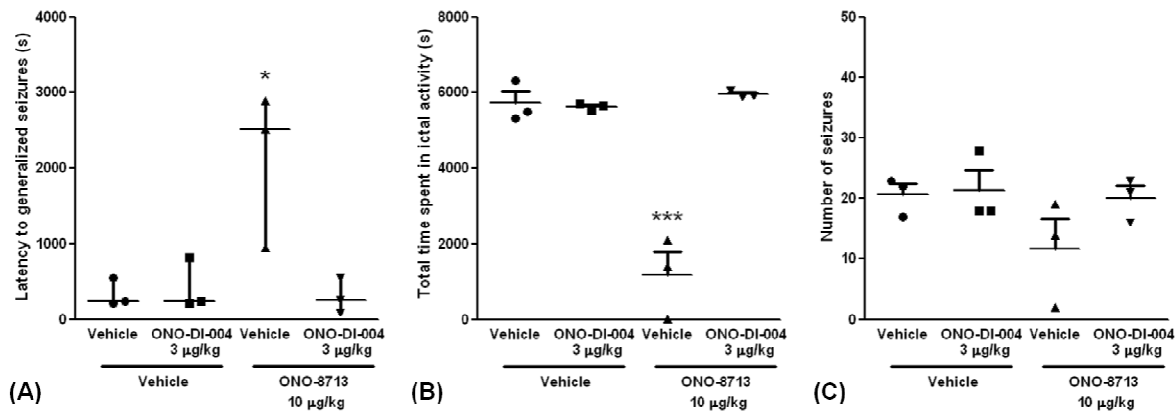 Latency to generalized seizures (s)
4000
3000
2000
1000
0
*
Vehicle
ONO-DI-004
3 µg/kg
Vehicle
ONO-DI-004
3 µg/kg
Vehicle
ONO-8713
10 µg/kg
(A)
Total time spent in ictal activity (s)
8000
6000
4000
2000
0
***
Vehicle
ONO-DI-004
3 µg/kg
Vehicle
ONO-DI-004
3 µg/kg
Vehicle
ONO-8713
10 µg/kg
(B)
Number of seizures
50
40
30
20
10
0
Vehicle
ONO-DI-004
3 µg/kg
Vehicle
ONO-DI-004
3 µg/kg
Vehicle
ONO-8713
10 µg/kg
(C)